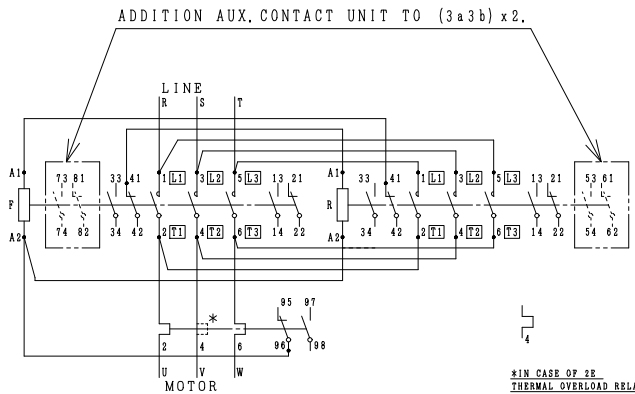 ADDITION AUX. CONTACT UNIT TO (3a3b)x2.
LINE
R S T
A1 73 81 33 41 1 L1 3 L2 5 L3 13 21 A1 33 41 1 L1 3 L2 5 L3 13 21 53 61
F R
A2 74 82 34 42 2 T1 4 T2 6 T3 14 22 A2 34 42 2 T1 4 T2 6 T3 14 22 54 62
95 97
*
2 4 6 96 98
4
U V W
MOTOR
*IN CASE OF 2E
THERMAL OVERLOAD RELA